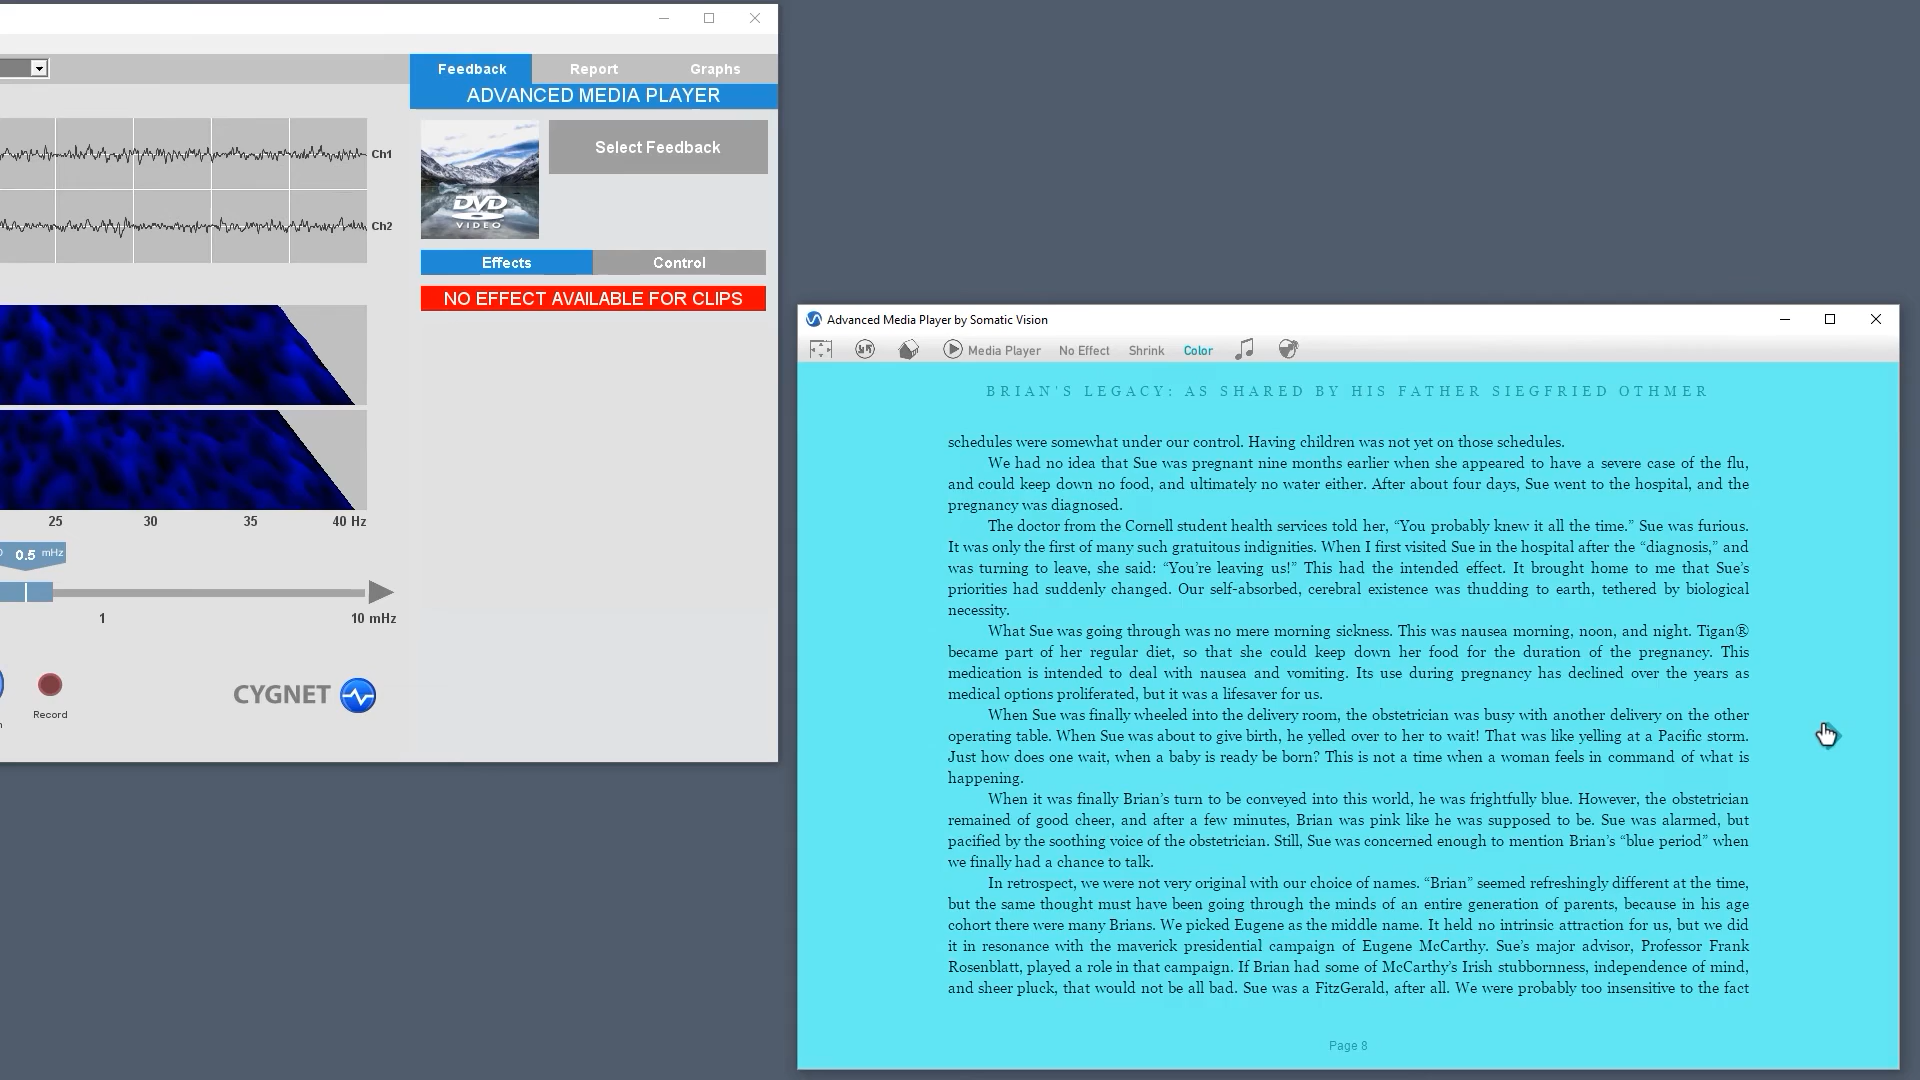 Feedback
Report
Graphs
ADVANCED MEDIA PLAYER
DVD
VIDEO
Select Feedback
Effects
Control
NO EFFECT AVAILABLE FOR CLIPS
Ch1
Ch2
25
30
35
40 Hz
0.5 mHz
1
10 mHz
Record
CYGNET
Advanced Media Player by Somatic Vision
Media Player
No Effect
Shrink
Color
BRIAN'S LEGACY: AS SHARED BY HIS FATHER SIEGFRIED OTHMER
schedules were somewhat under our control. Having children was not yet on those schedules.
We had no idea that Sue was pregnant nine months earlier when she appeared to have a severe case of the flu,
and could keep down no food, and ultimately no water either. After about four days, Sue went to the hospital, and the
pregnancy was diagnosed.
The doctor from the Cornell student health services told her, “You probably knew it all the time.” Sue was furious.
It was only the first of many such gratuitous indignities. When I first visited Sue in the hospital after the “diagnosis,” and
was turning to leave, she said: “You’re leaving us!” This had the intended effect. It brought home to me that Sue’s
priorities had suddenly changed. Our self-absorbed, cerebral existence was thudding to earth, tethered by biological
necessity.
What Sue was going through was no mere morning sickness. This was nausea morning, noon, and night. Tigan®
became part of her regular diet, so that she could keep down her food for the duration of the pregnancy. This
medication is intended to deal with nausea and vomiting. Its use during pregnancy has declined over the years as
medical options proliferated, but it was a lifesaver for us.
When Sue was finally wheeled into the delivery room, the obstetrician was busy with another delivery on the other
operating table. When Sue was about to give birth, he yelled over to her to wait! That was like yelling at a Pacific storm.
Just how does one wait, when a baby is ready be born? This is not a time when a woman feels in command of what is
happening.
When it was finally Brian’s turn to be conveyed into this world, he was frightfully blue. However, the obstetrician
remained of good cheer, and after a few minutes, Brian was pink like he was supposed to be. Sue was alarmed, but
pacified by the soothing voice of the obstetrician. Still, Sue was concerned enough to mention Brian’s “blue period” when
we finally had a chance to talk.
In retrospect, we were not very original with our choice of names. “Brian” seemed refreshingly different at the time,
but the same thought must have been going through the minds of an entire generation of parents, because in his age
cohort there were many Brians. We picked Eugene as the middle name. It held no intrinsic attraction for us, but we did
it in resonance with the maverick presidential campaign of Eugene McCarthy. Sue’s major advisor, Professor Frank
Rosenblatt, played a role in that campaign. If Brian had some of McCarthy’s Irish stubbornness, independence of mind,
and sheer pluck, that would not be all bad. Sue was a FitzGerald, after all. We were probably too insensitive to the fact
Page 8